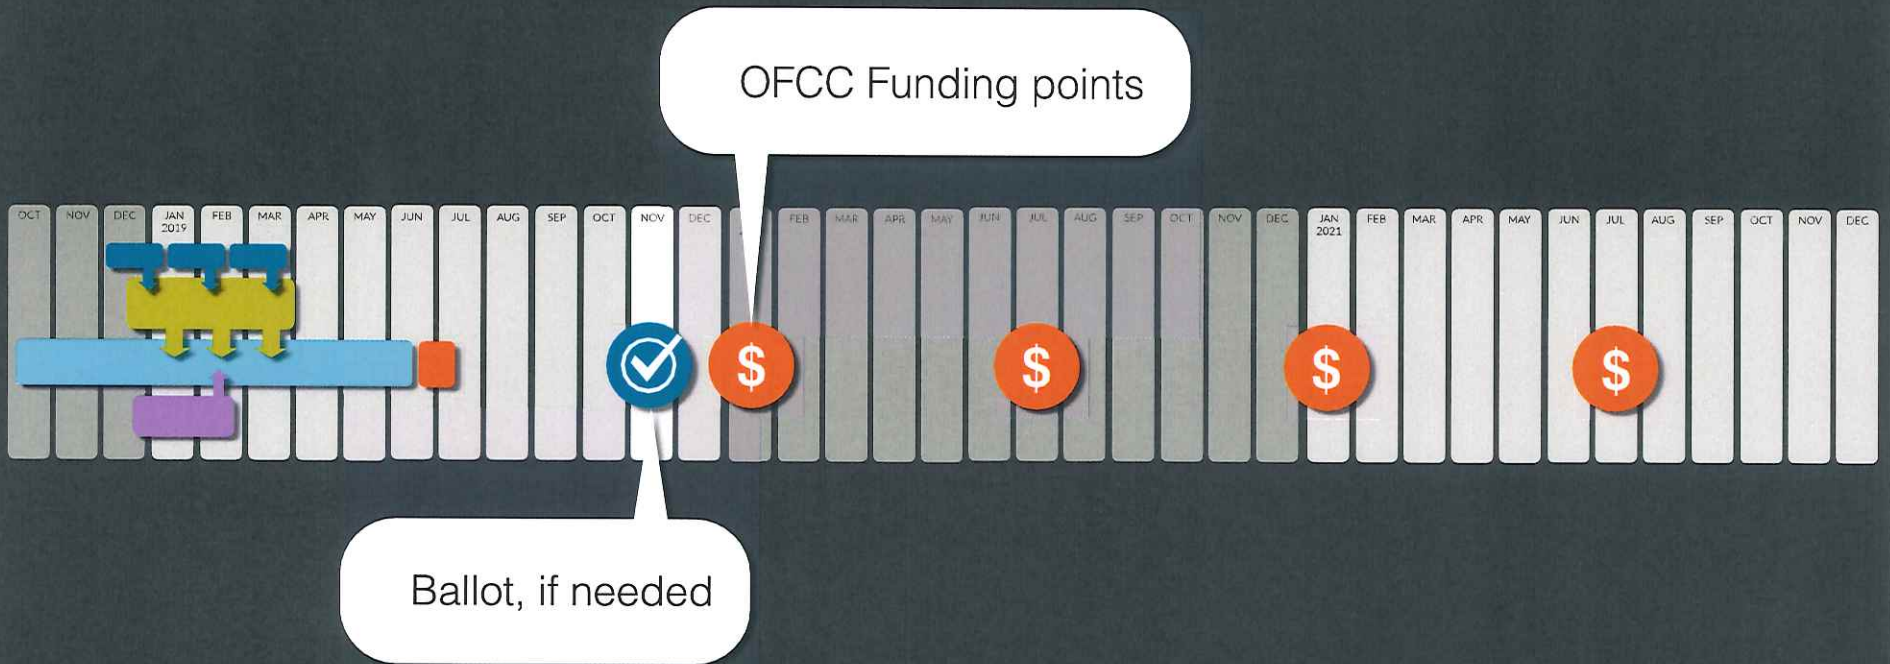 OFCC Funding points
OCT NOV DEC JAN FEB MAR APR MAY JUN JUL AUG SEP OCT NOV DEC FEB MAR APR MAY JUN JUL AUG SEP OCT NOV DEC JAN FEB MAR APR MAY JUN JUL AUG SEP OCT NOV DEC
2019 2021
$ $ $ $
Ballot, if needed